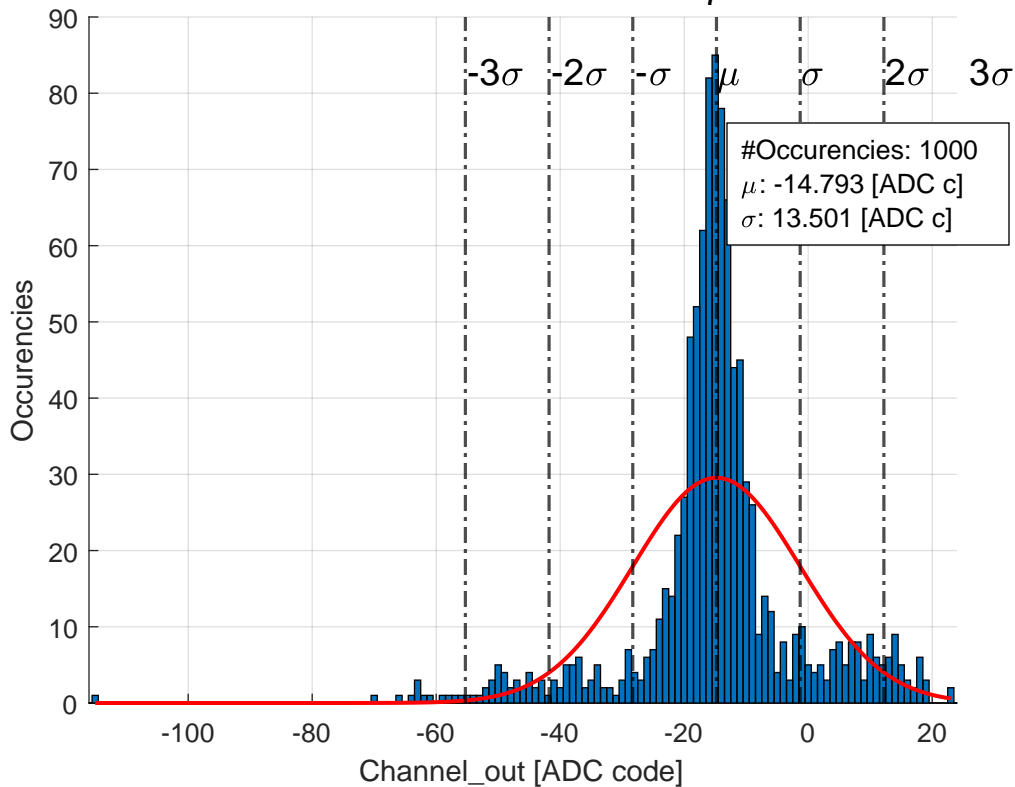 90
-3σ -2σ -σ μ σ 2σ 3σ
80
#Occurencies: 1000
μ: -14.793 [ADC c]
σ: 13.501 [ADC c]
70
60
50
40
30
20
10
0
Occurencies
-100 -80 -60 -40 -20 0 20
Channel_out [ADC code]